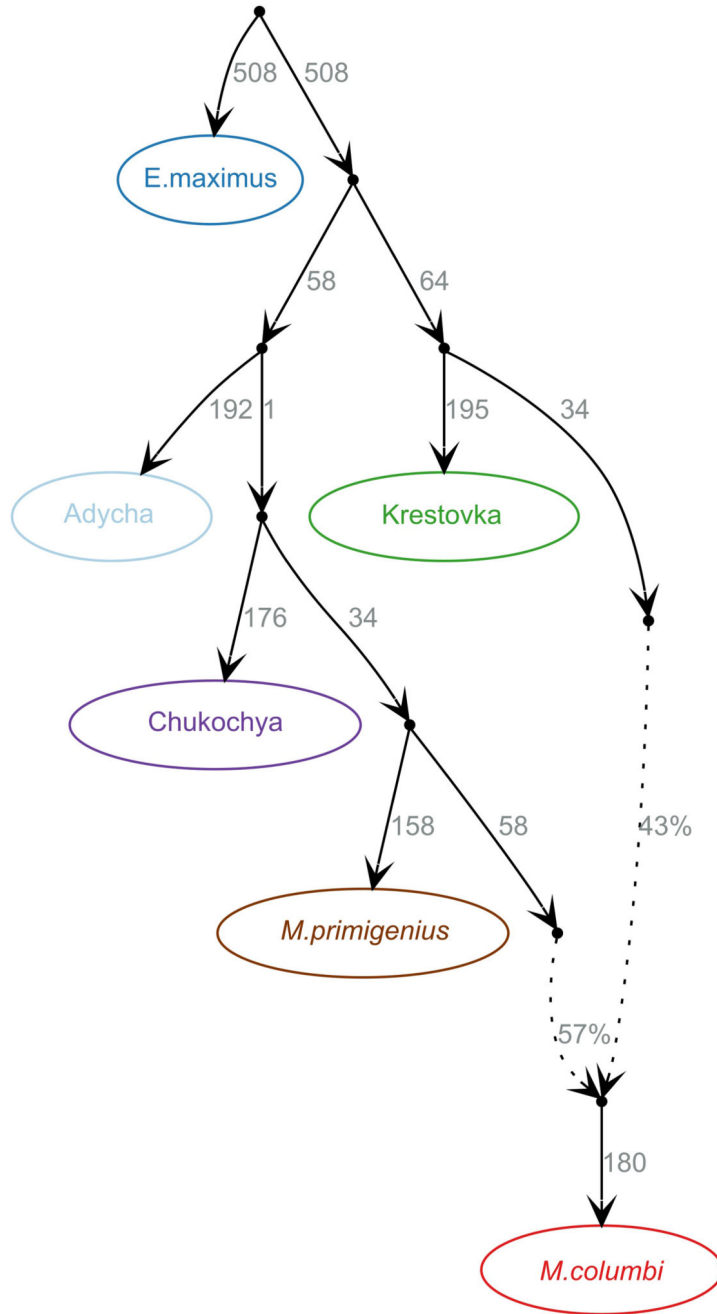 508 508
E.maximus
58 64
192 1 195 34
Adycha Krestovka
176 34
Chukochya
158 58 43%
M.primigenius
57%
180
M.columbi